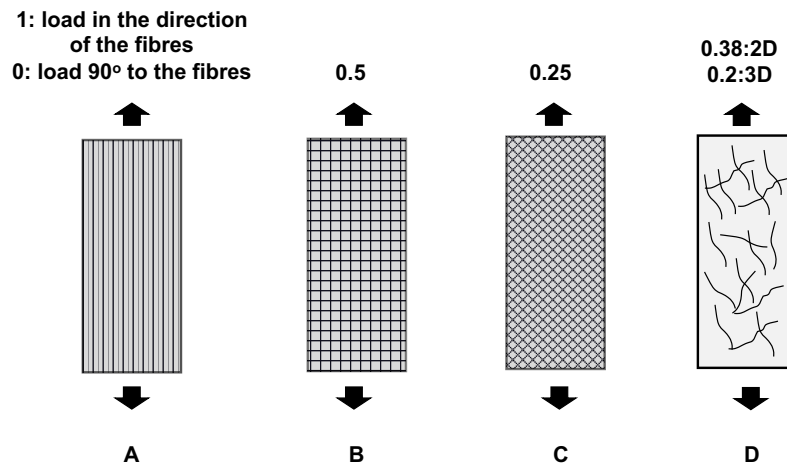 1: load in the direction
of the fibres
0: load 90º to the fibres
0.5
0.25
0.38:2D
0.2:3D
A
B
C
D